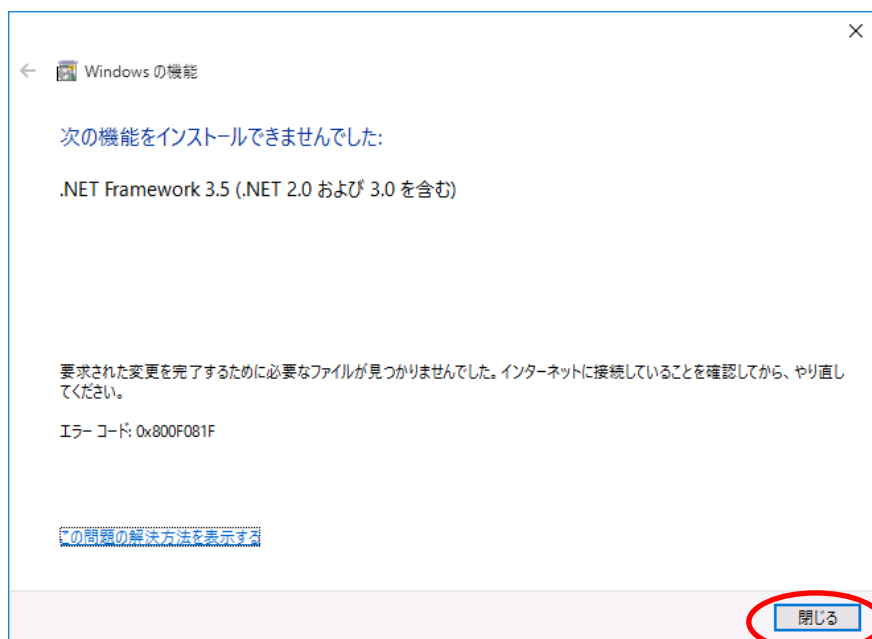 Windows の機能
次の機能をインストールできませんでした:
.NET Framework 3.5 (.NET 2.0 および 3.0 を含む)
要求された変更を完了するために必要なファイルが見つかりませんでした。インターネットに接続していることを確認してから、やり直し
てください。
エラー コード: 0x800F081F
この問題の解決方法を表示する
閉じる